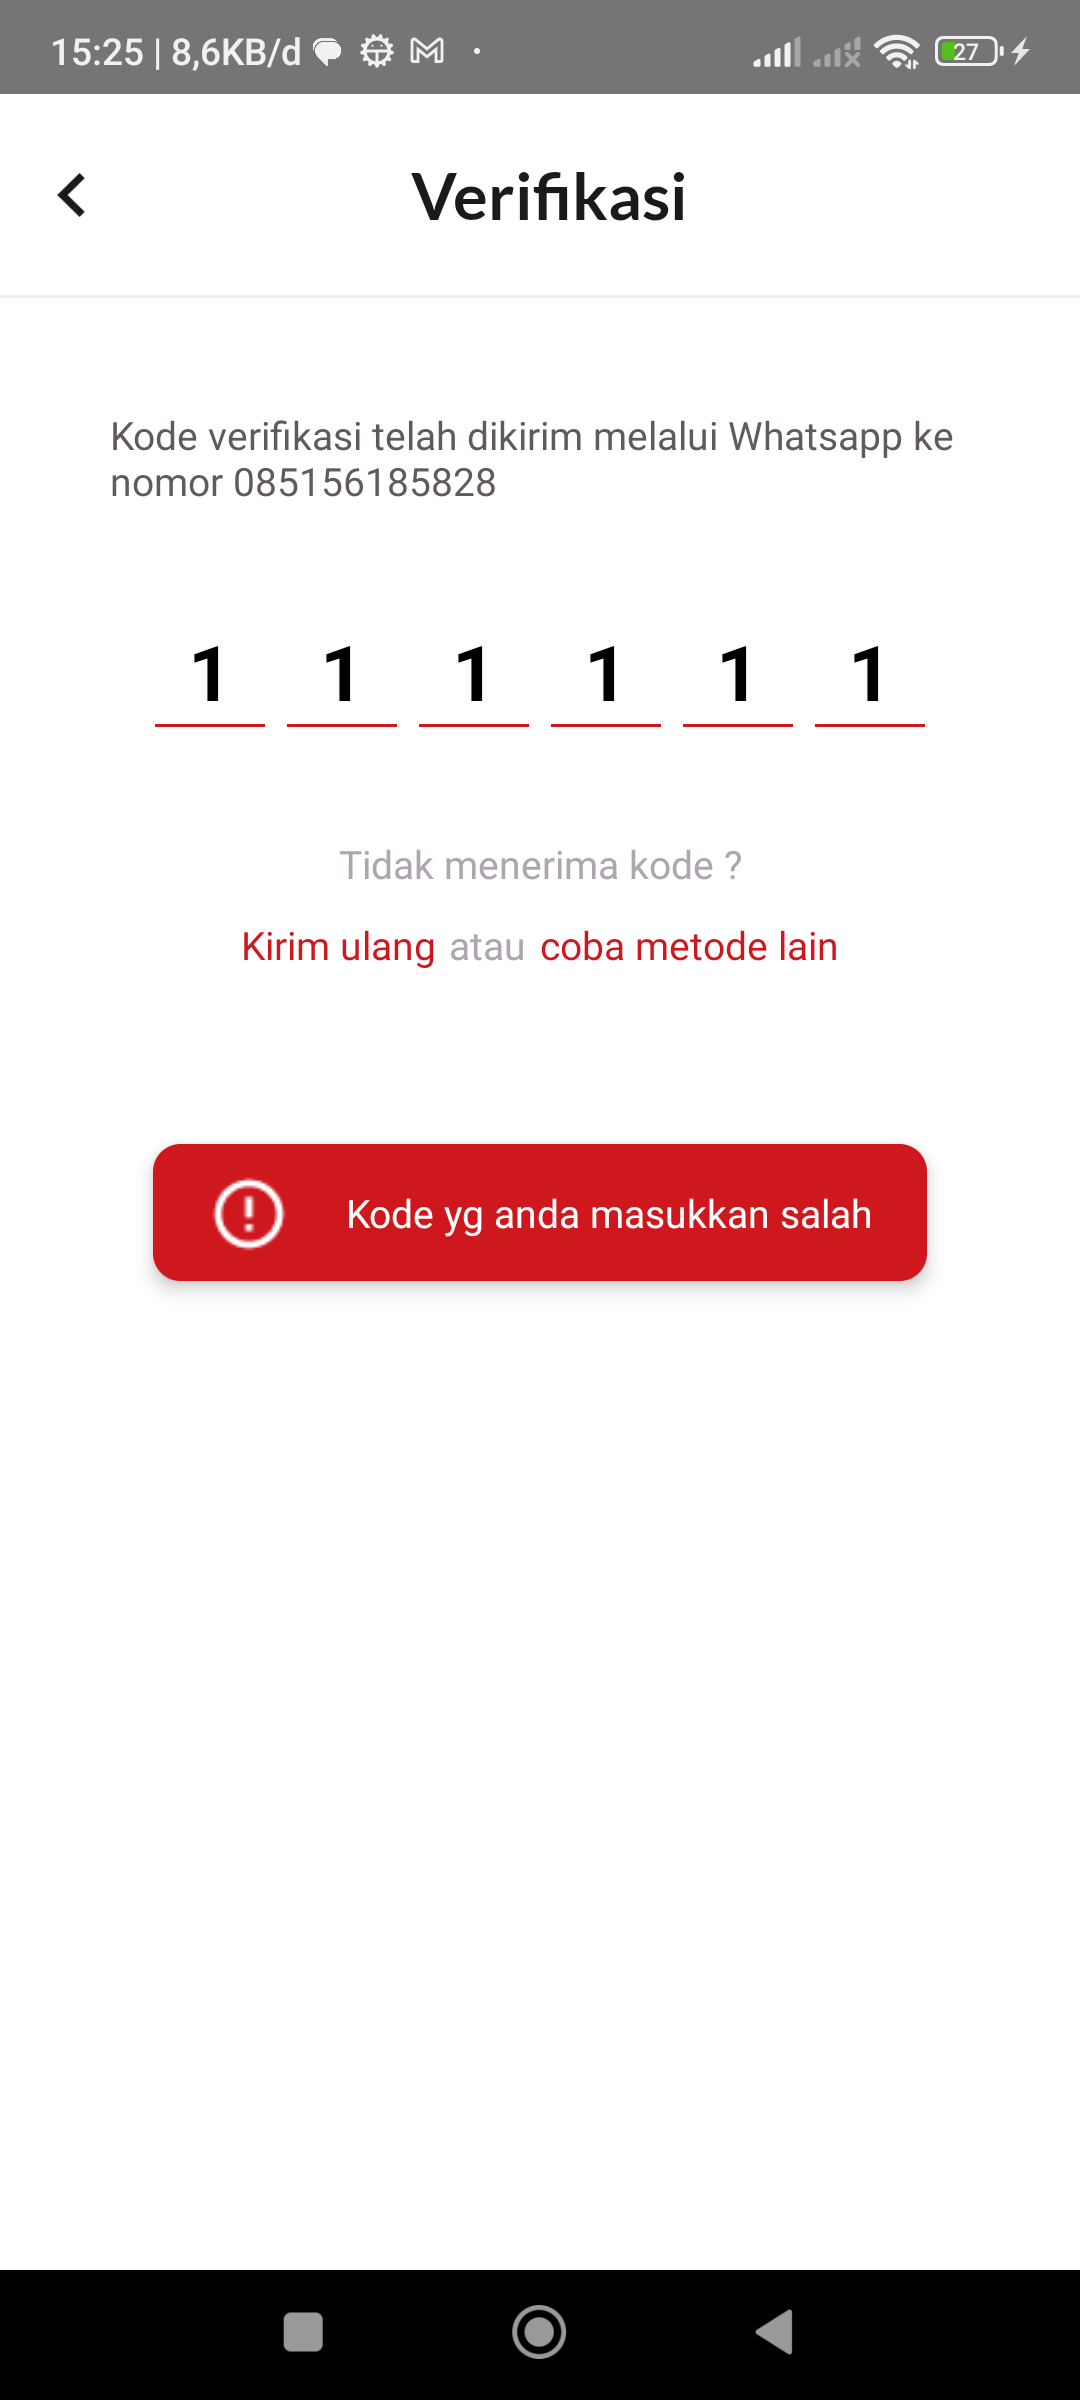 15:25 | 8,6KB/d
27
Verifikasi
Kode verifikasi telah dikirim melalui Whatsapp ke
nomor 085156185828
1 1 1 1 1 1
Tidak menerima kode ?
Kirim ulang atau coba metode lain
Kode yg anda masukkan salah